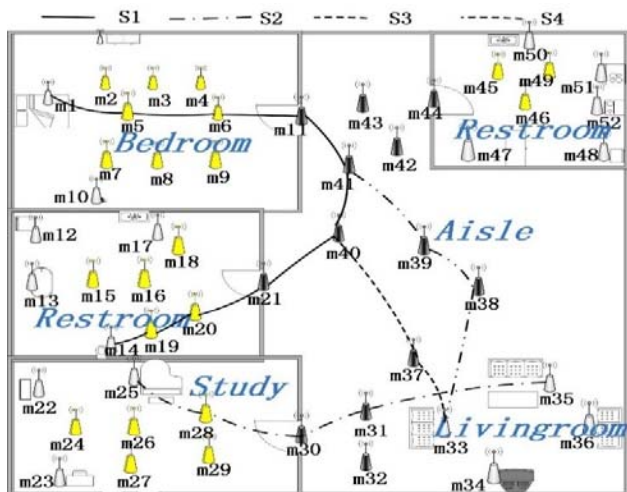 S1 S2 S3 S4
m50
m1 m2 m3 m4 m45 m49 m51
m5 m6 m11 m43 m44 m46 m52
Bedroom m42 Restroom
m7 m8 m9 m41 m47 m48
m10
m12 m17 m18 m40 m39 Aisle
m13 m15 m16 m21 m38
Restroom m20
m14 m19 m37
m22 m25 Study m35
m24 m26 m28 m30 m31 m33 Livingroom m36
m23 m27 m29 m32 m34